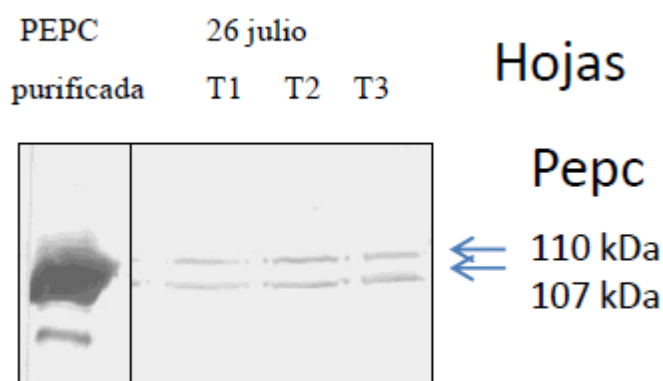 PEPC 26 julio
purificada T1 T2 T3
Hojas
Pepc
110 kDa
107 kDa